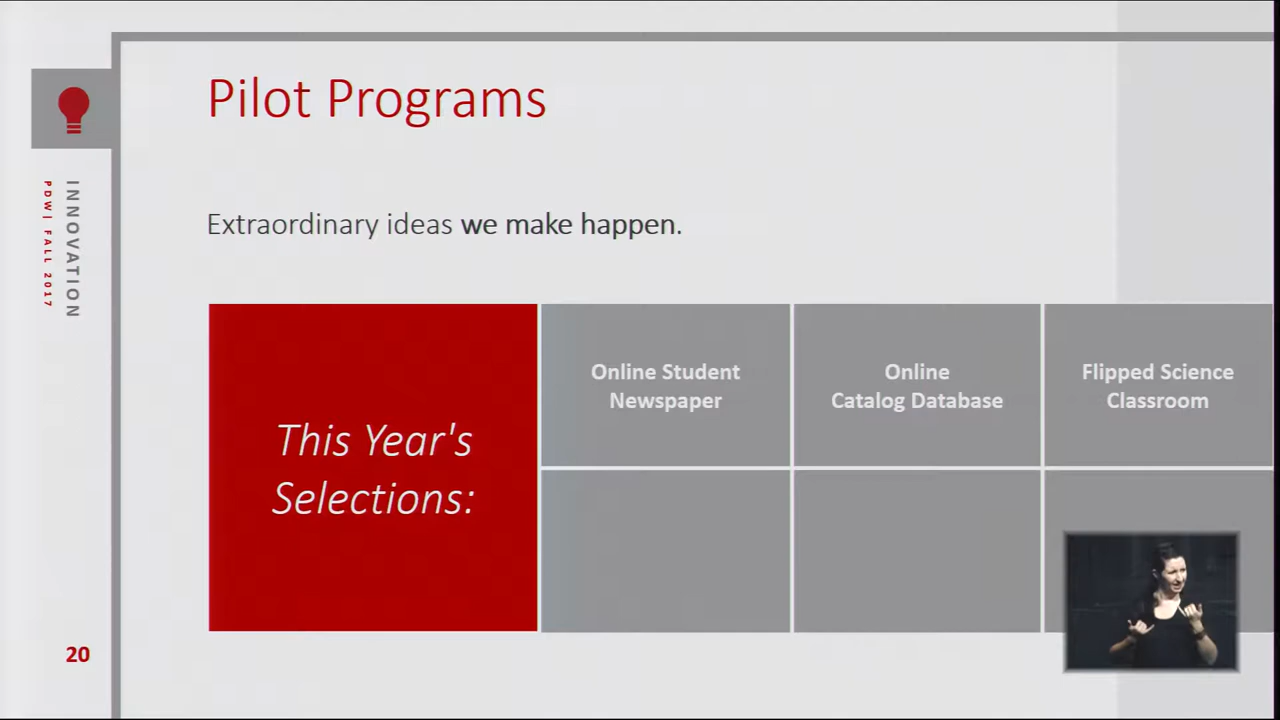 Pilot Programs
INNOVATION
PDW| FALL 2017
Extraordinary ideas we make happen.
This Year's
Selections:
Online Student
Newspaper
Online
Catalog Database
Flipped Science
Classroom
20